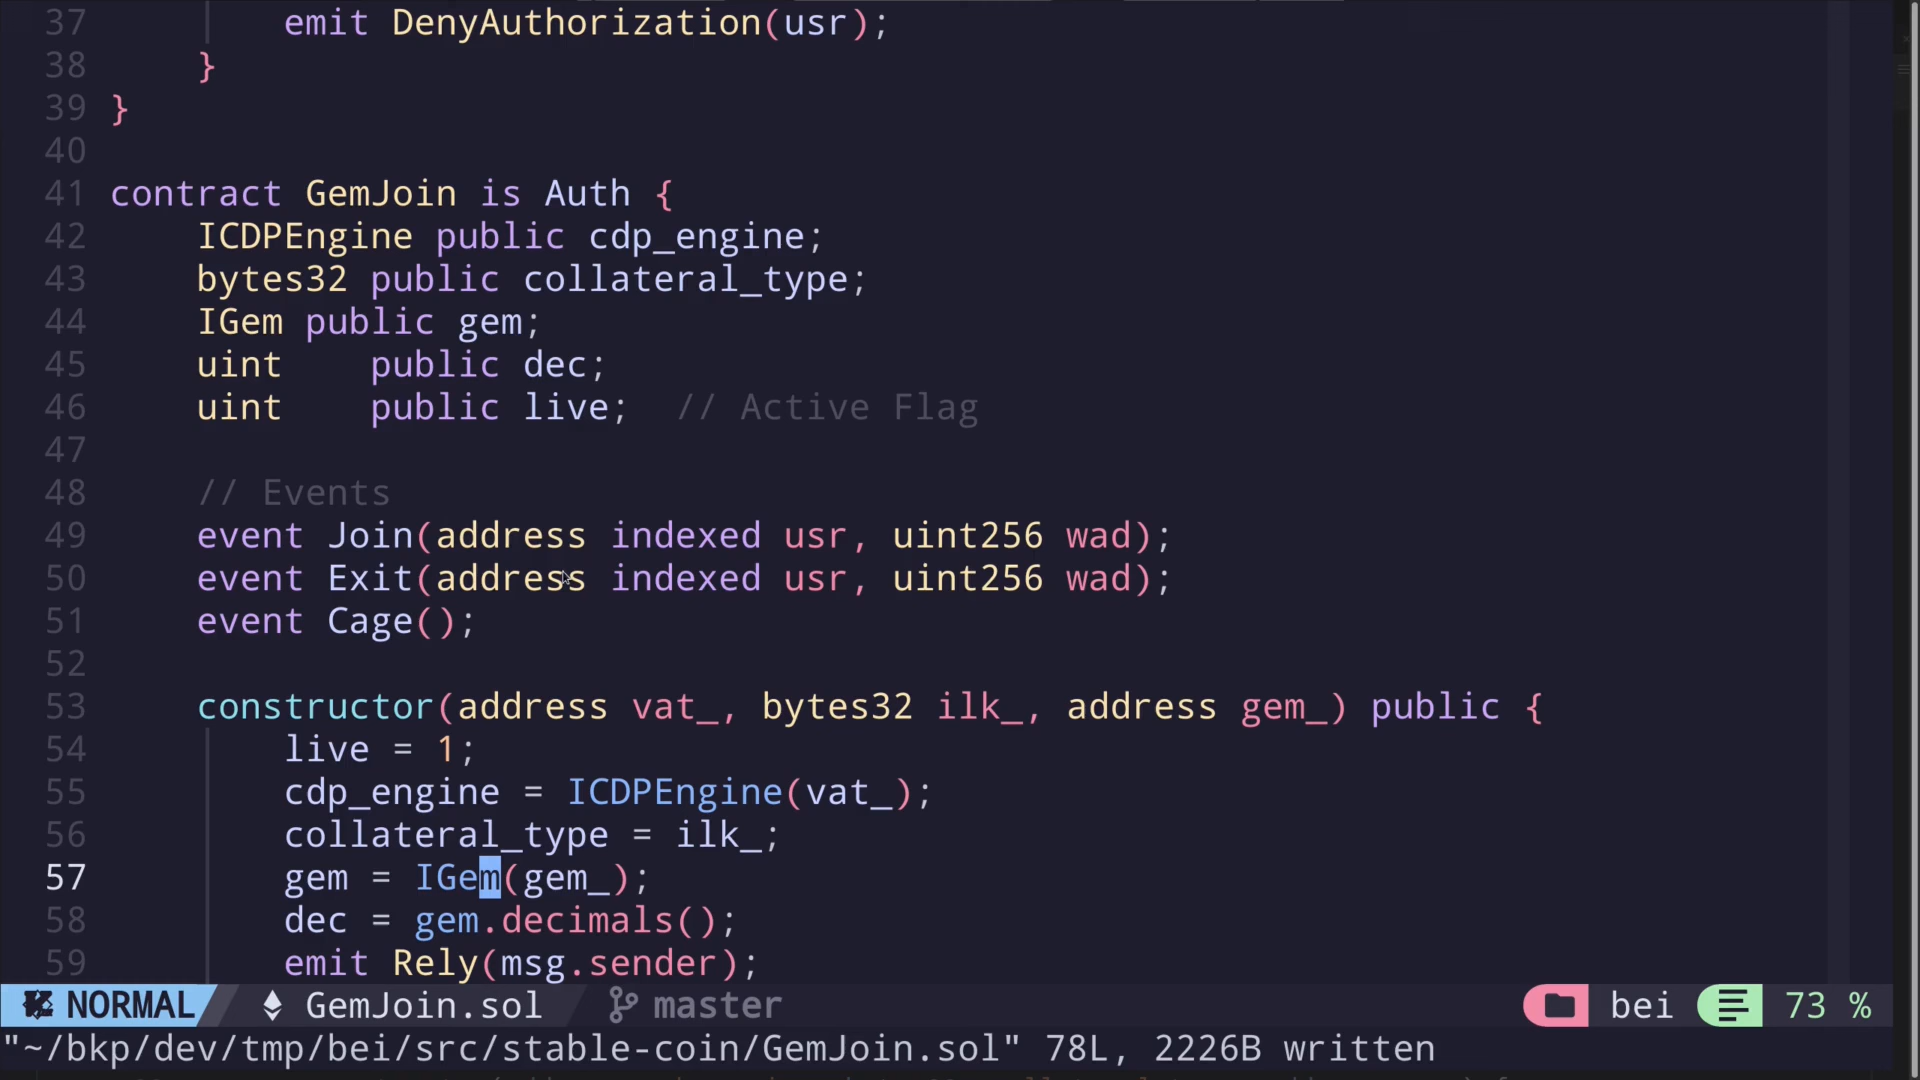 37 emit DenyAuthorization(usr);
38 }
39 }
40
41 contract GemJoin is Auth {
42 ICDPEngine public cdp_engine;
43 bytes32 public collateral_type;
44 IGem public gem;
45 uint    public dec;
46 uint    public live;  // Active Flag
47
48 // Events
49 event Join(address indexed usr, uint256 wad);
50 event Exit(address indexed usr, uint256 wad);
51 event Cage();
52
53 constructor(address vat_, bytes32 ilk_, address gem_) public {
54 live = 1;
55 cdp_engine = ICDPEngine(vat_);
56 collateral_type = ilk_;
57 gem = IGem(gem_);
58 dec = gem.decimals();
59 emit Rely(msg.sender);
NORMAL GemJoin.sol master bei 73 %
"~/bkp/dev/tmp/bei/src/stable-coin/GemJoin.sol" 78L, 2226B written